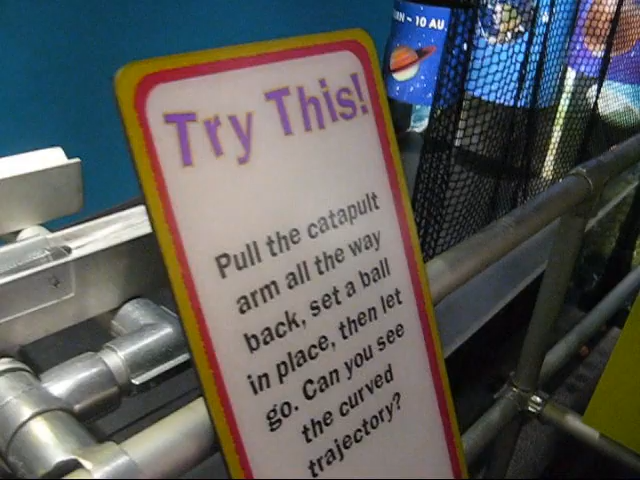 Try This!
Pull the catapult
arm all the way
back, set a ball
in place, then let
go. Can you see
the curved
trajectory?
- 10 AU